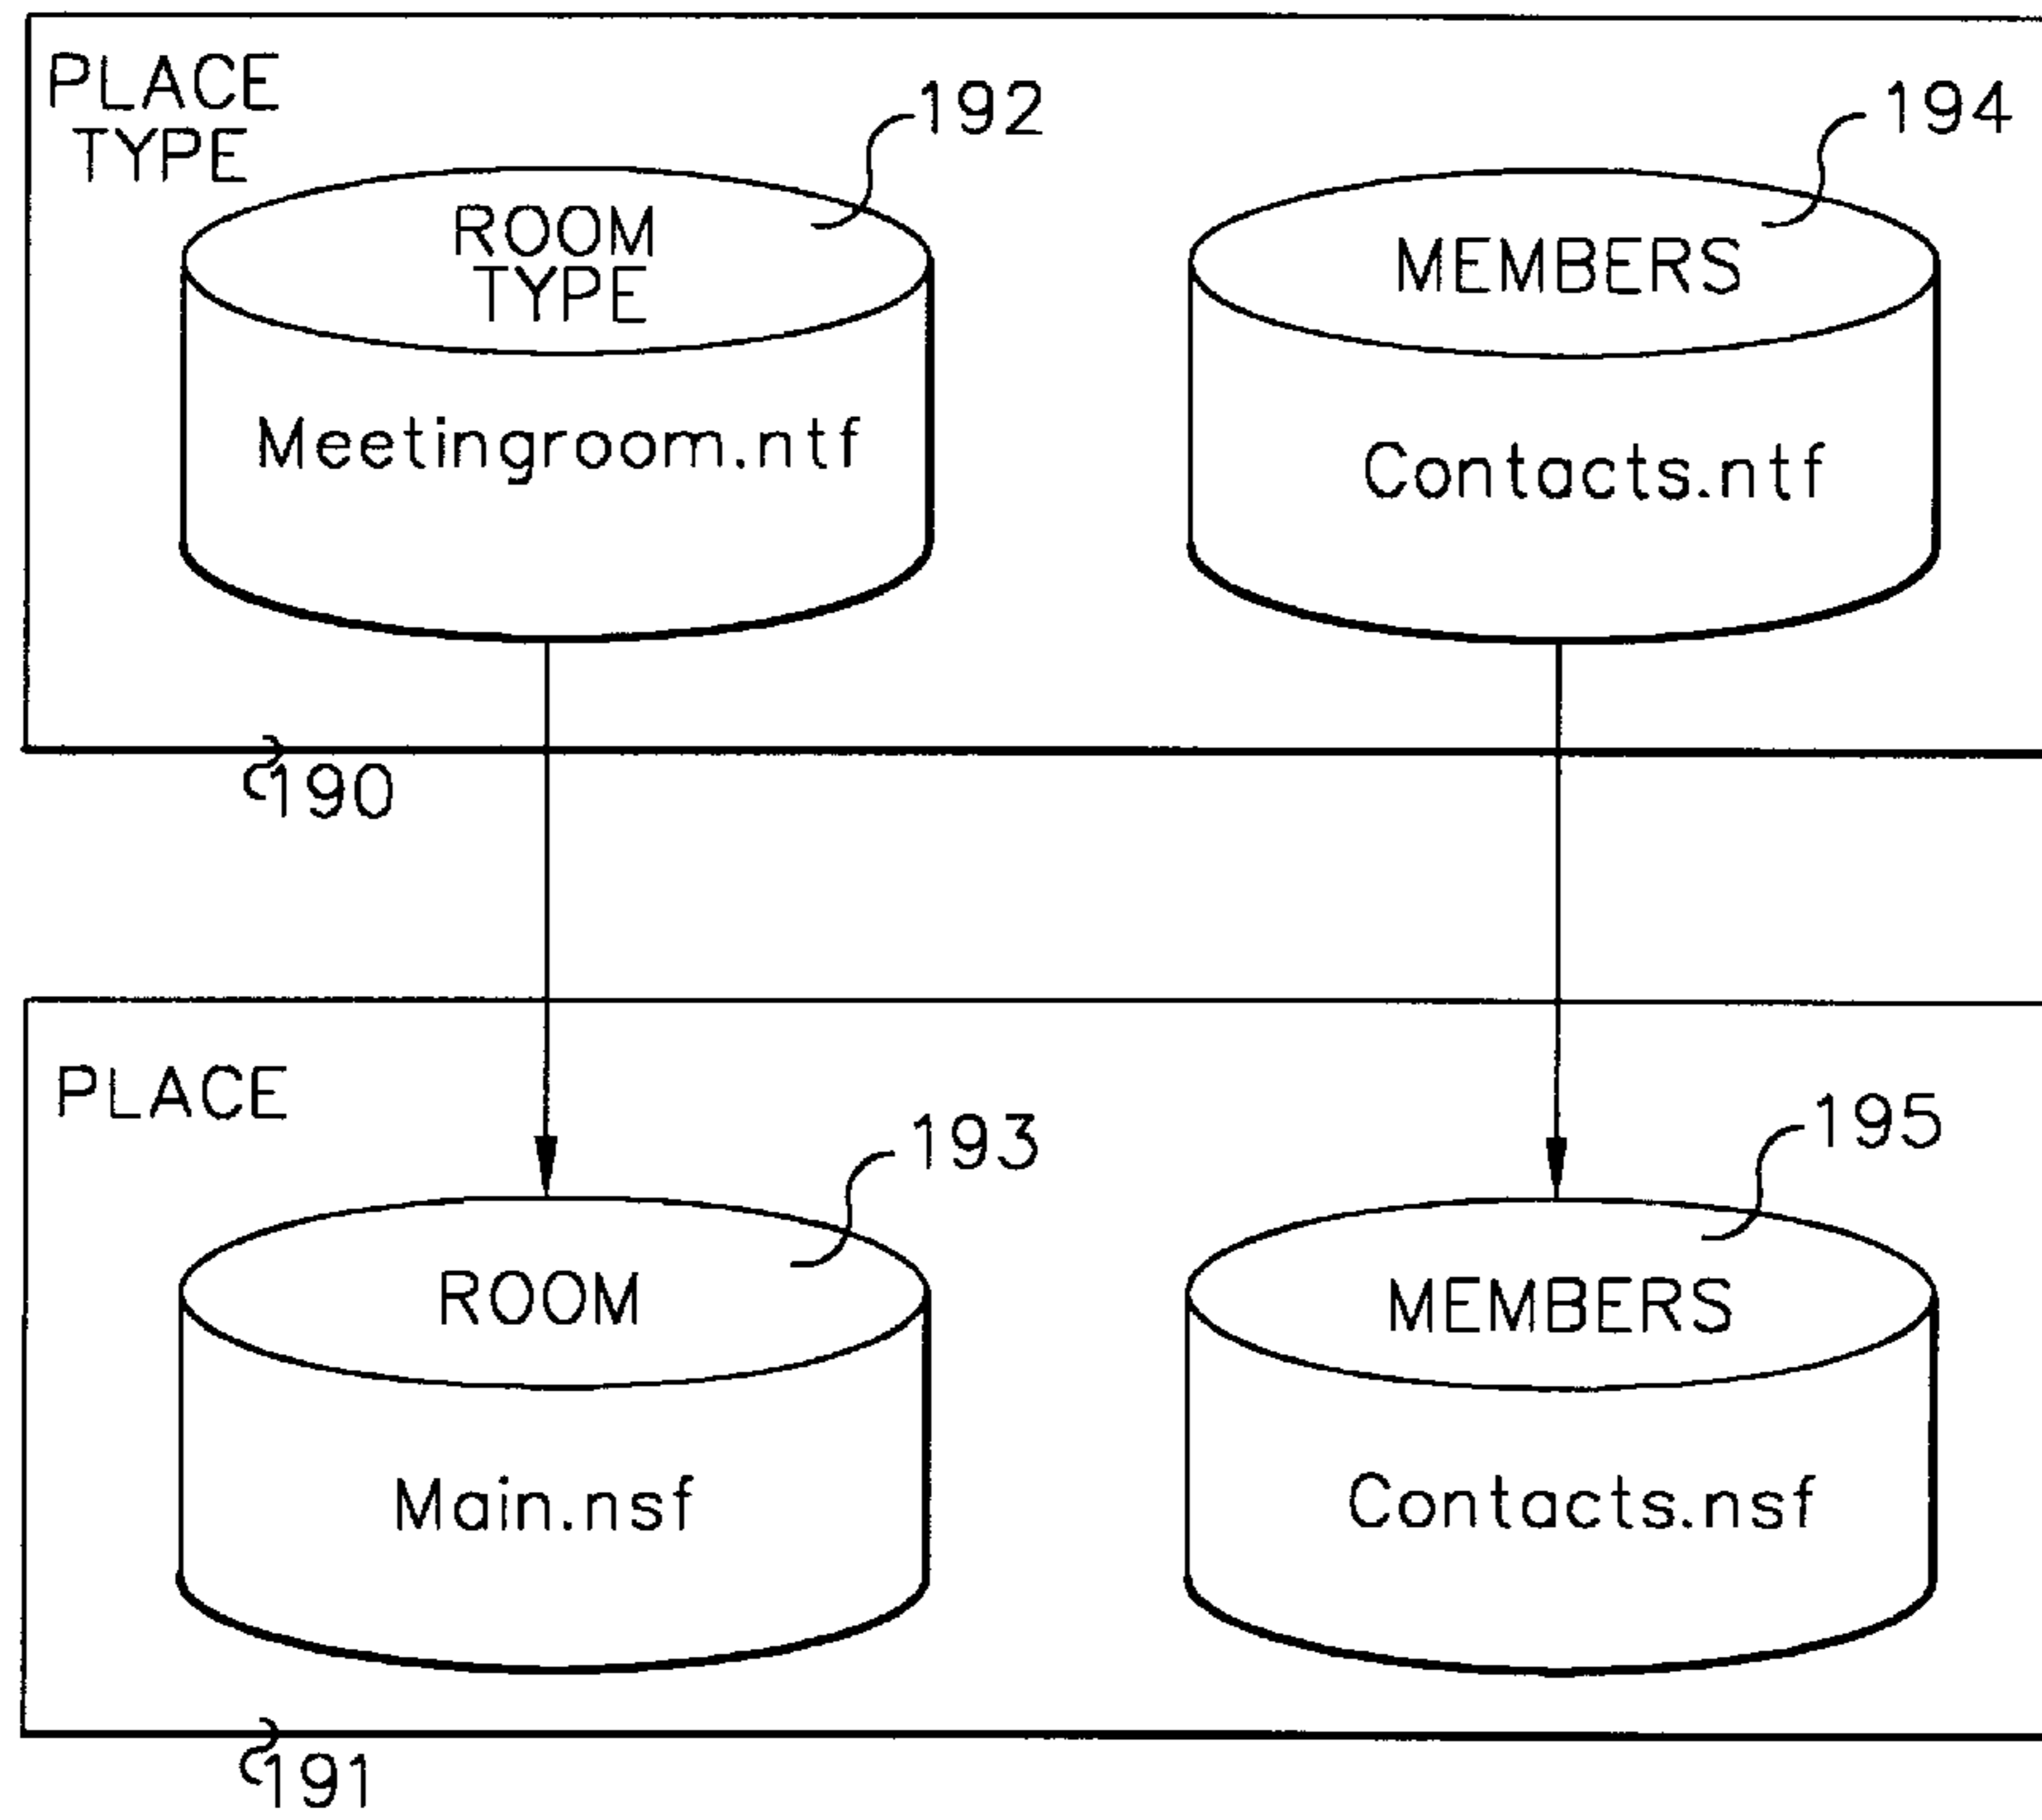 PLACE
TYPE
192
194
ROOM
TYPE
MEMBERS
Meetingroom.ntf
Contacts.ntf
190
PLACE
193
195
ROOM
MEMBERS
Main.nsf
Contacts.nsf
191